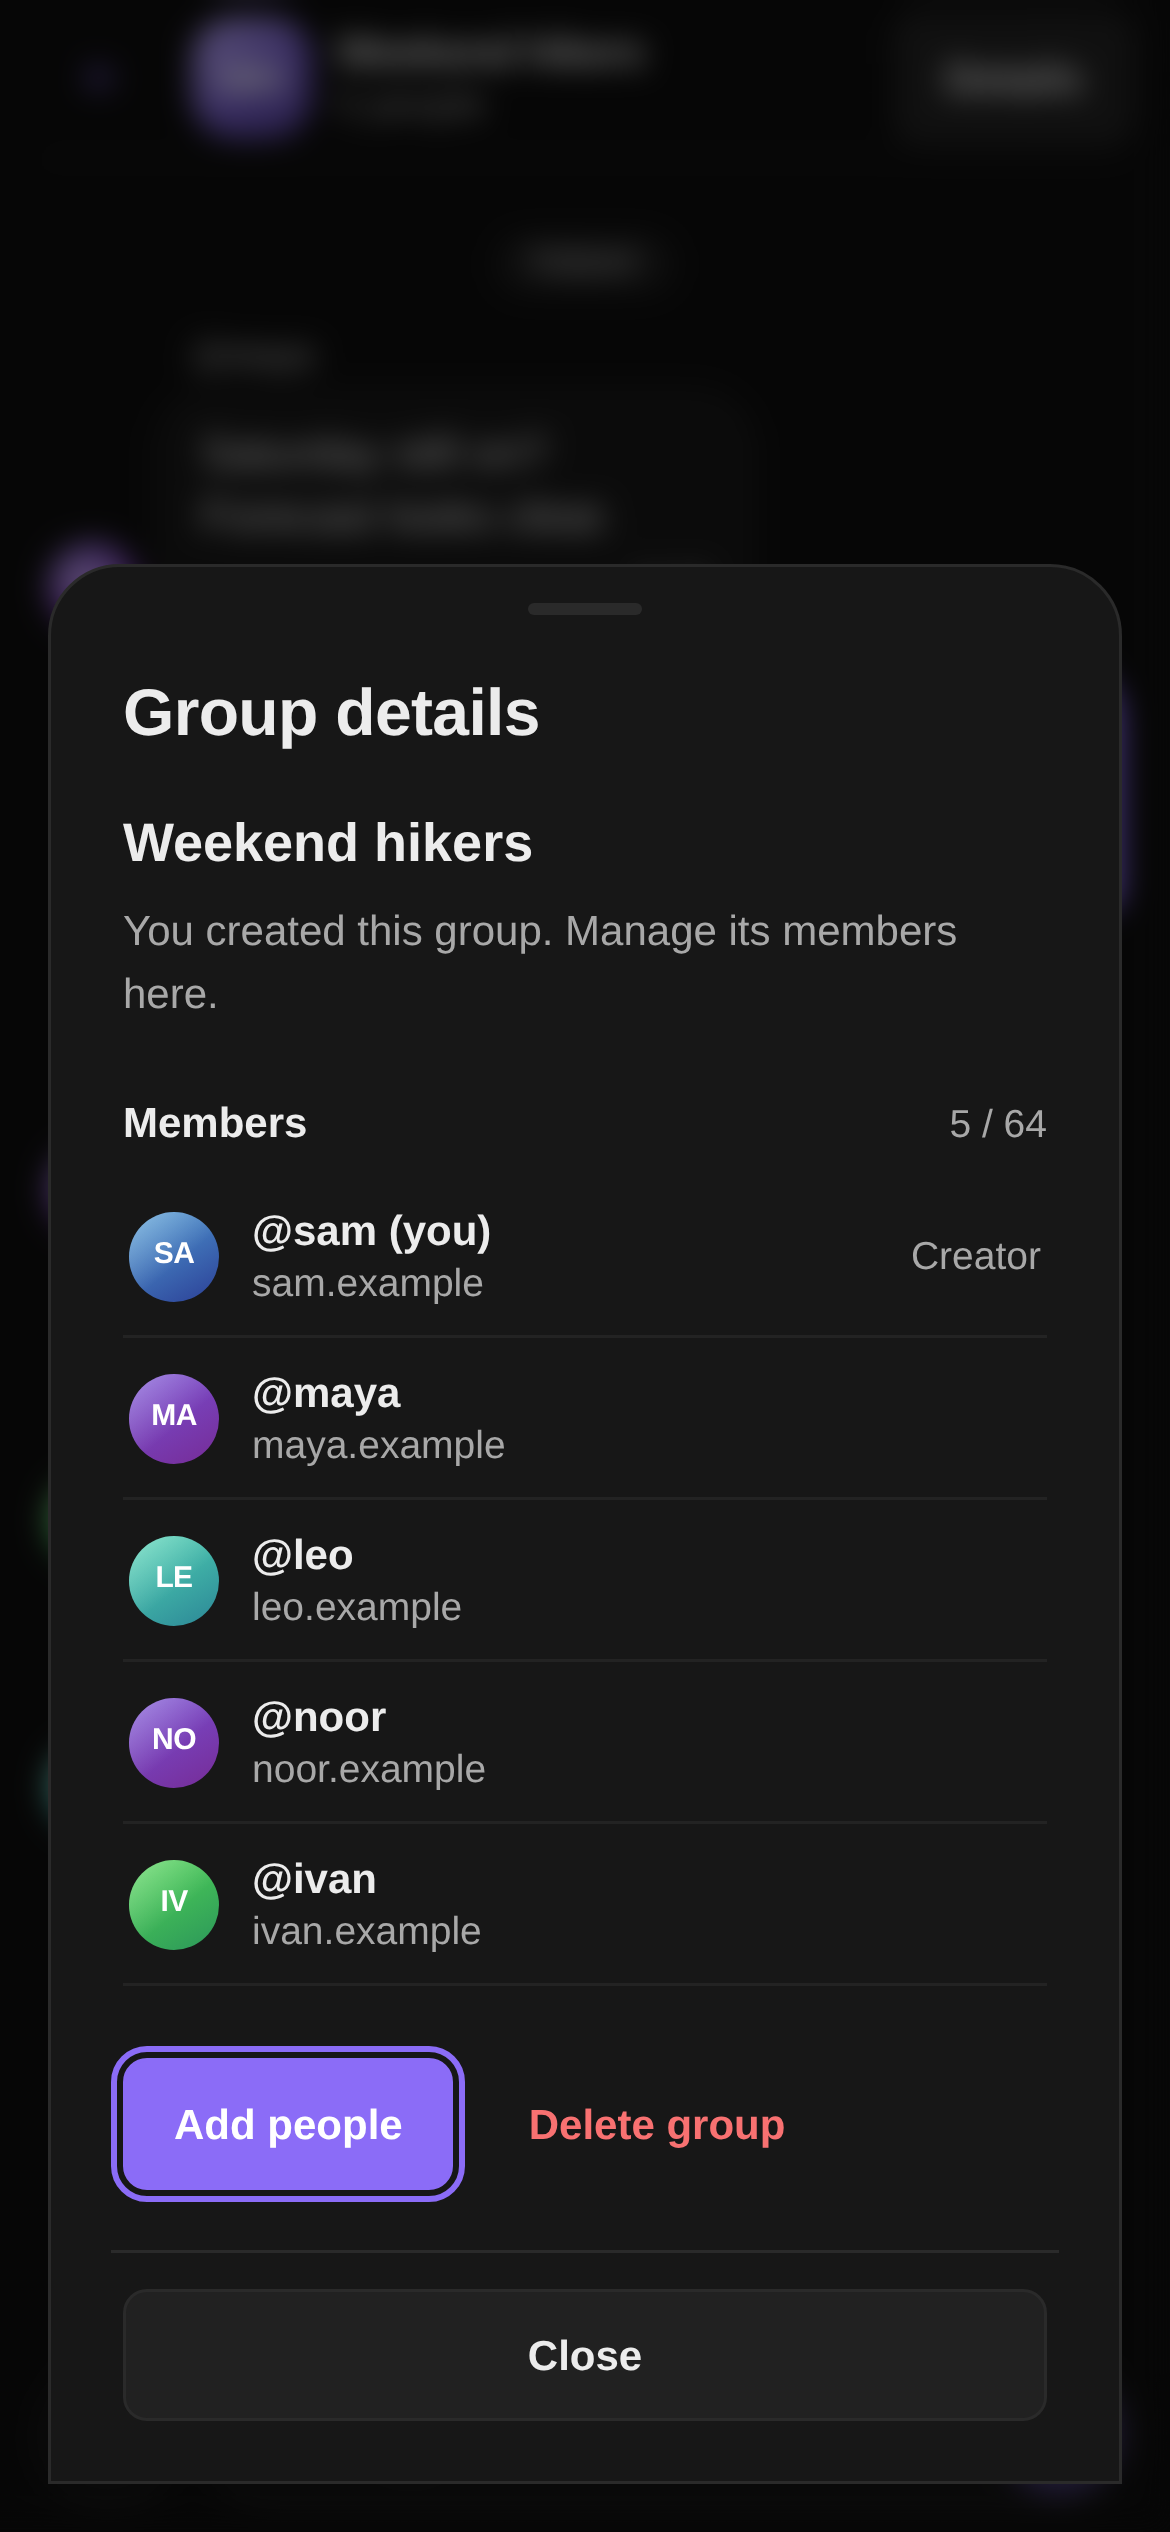 Group details
Weekend hikers
You created this group. Manage its members
here.
Members
5 / 64
SA
@sam (you)
sam.example
Creator
MA
@maya
maya.example
LE
@leo
leo.example
NO
@noor
noor.example
IV
@ivan
ivan.example
Add people
Delete group
Close